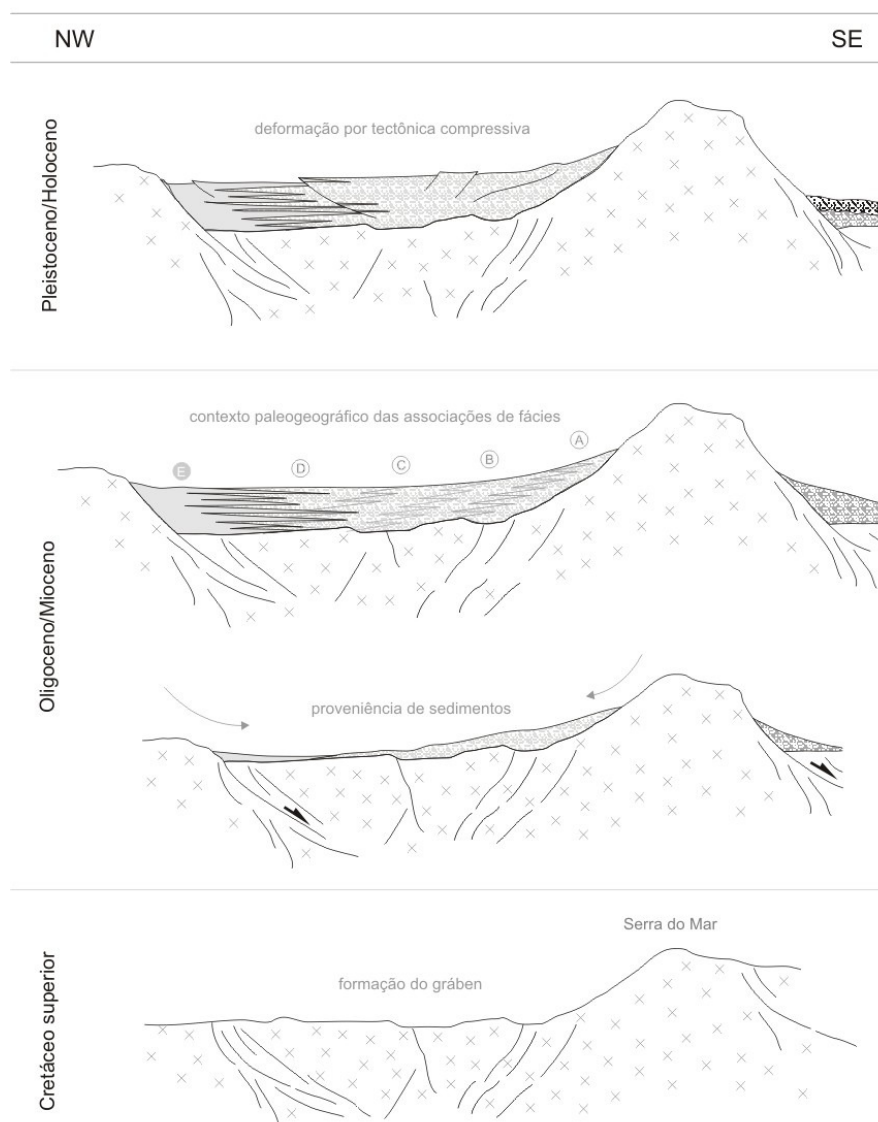 NW
SE
Pleistoceno/Holoceno
deformação por tectônica compressiva
Oligoceno/Mioceno
contexto paleogeográfico das associações de fácies
E
D
C
B
A
proveniência de sedimentos
Cretáceo superior
Serra do Mar
formação do gráben